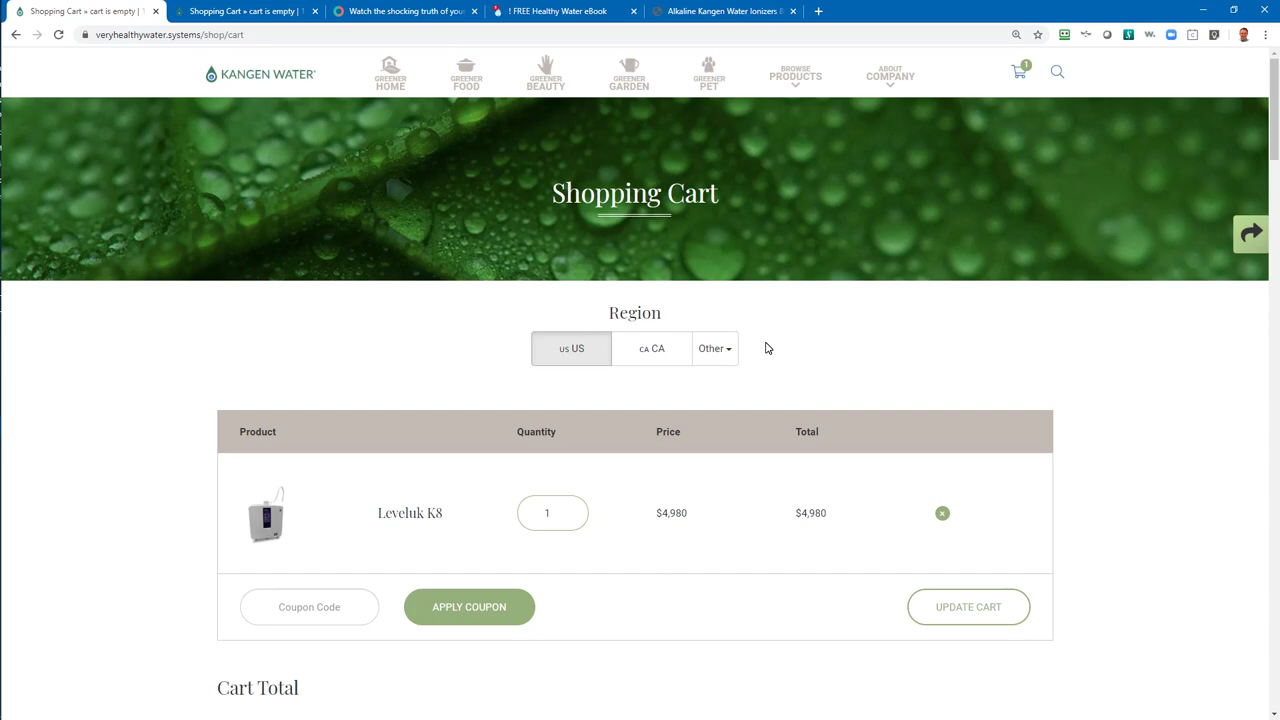 Shopping Cart » cart is empty | T
Shopping Cart » cart is empty | T
Watch the shocking truth of your
! FREE Healthy Water eBook
Alkaline Kangen Water Ionizers &
veryhealthywater.systems/shop/cart
KANGEN WATER®
GREENER HOME
GREENER FOOD
GREENER BEAUTY
GREENER GARDEN
GREENER PET
BROWSE PRODUCTS
ABOUT COMPANY
1
Shopping Cart
Region
US US
CA CA
Other
Product Quantity Price Total
Leveluk K8 1 $4,980 $4,980
Coupon Code
APPLY COUPON
UPDATE CART
Cart Total